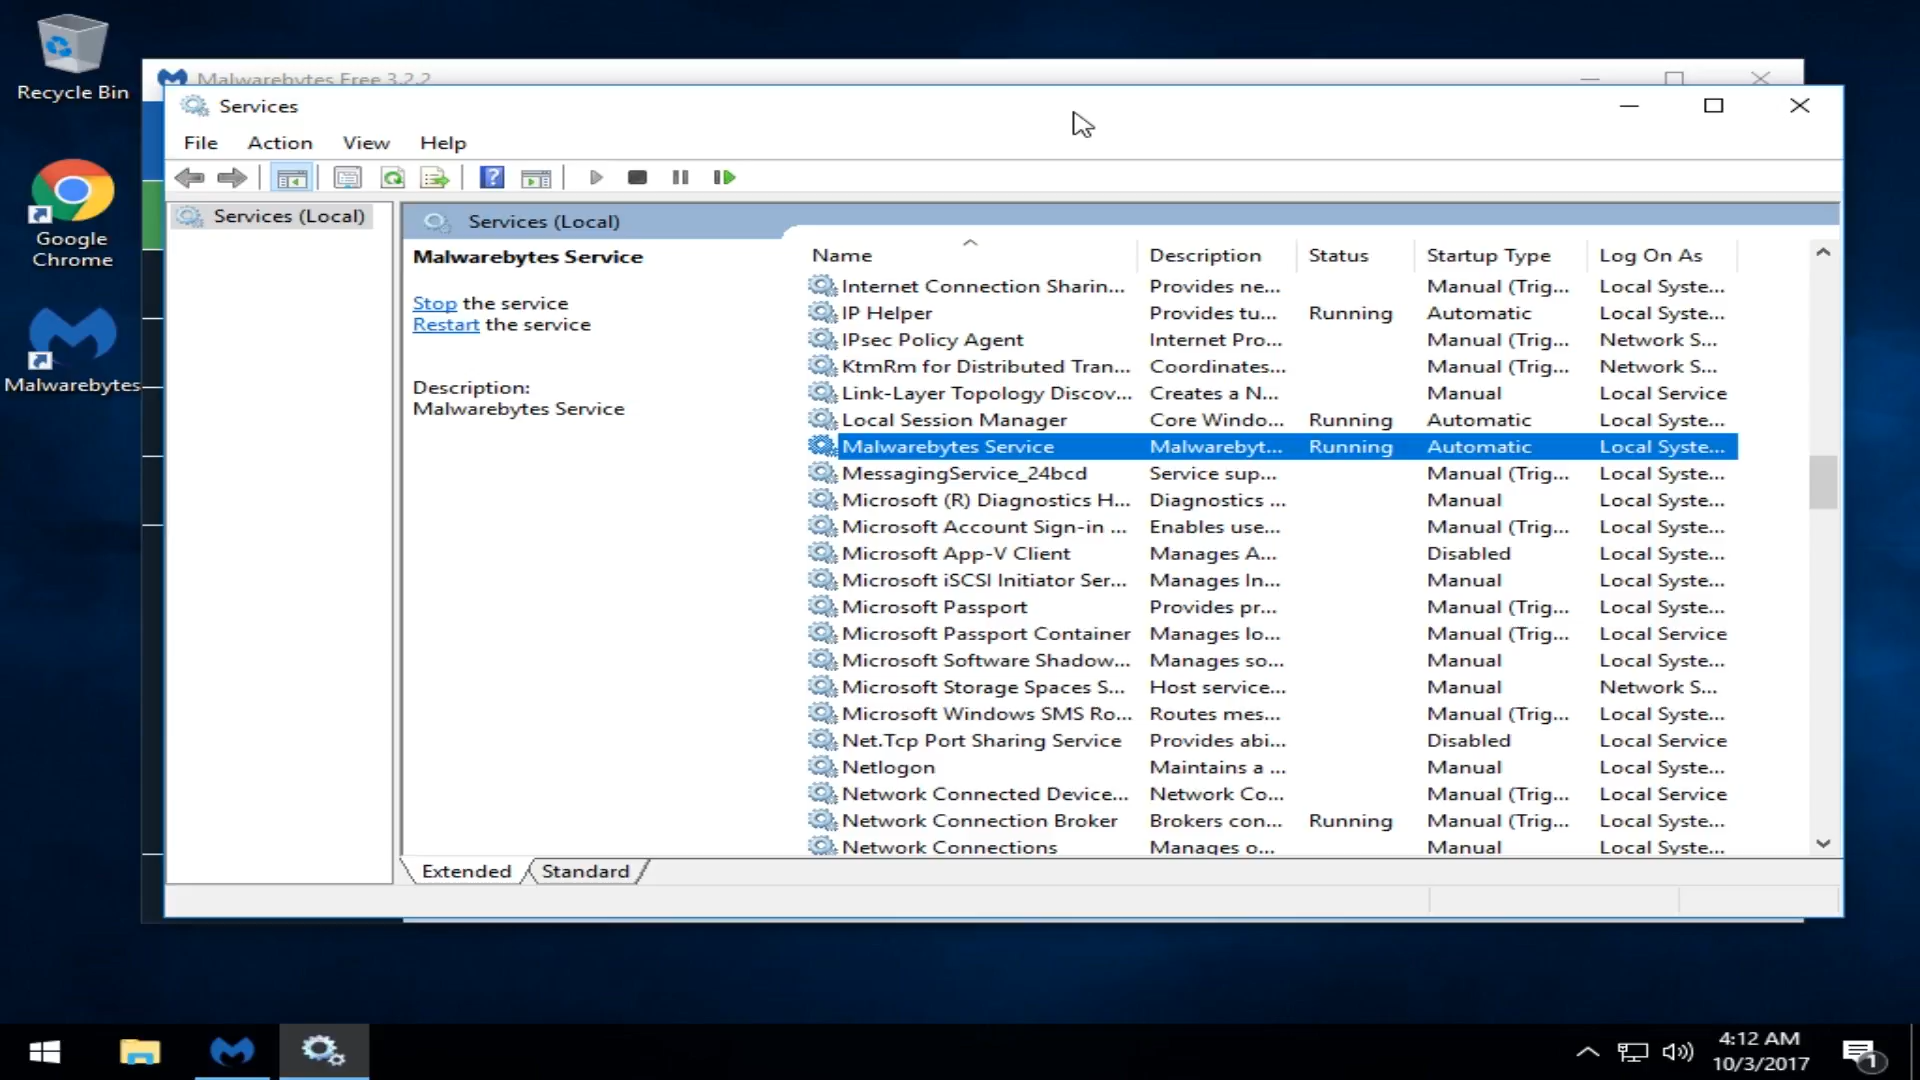 Recycle Bin
Google
Chrome
Malwarebytes
Malwarebytes Free 3.2.2
Services
File Action View Help
Services (Local)
Services (Local)
Malwarebytes Service
Stop the service
Restart the service
Description:
Malwarebytes Service
Name Description Status Startup Type Log On As
Internet Connection Sharin... Provides ne... Manual (Trig... Local Syste...
IP Helper Provides tu... Running Automatic Local Syste...
IPsec Policy Agent Internet Pro... Manual (Trig... Network S...
KtmRm for Distributed Tran... Coordinates... Manual (Trig... Network S...
Link-Layer Topology Discov... Creates a N... Manual Local Service
Local Session Manager Core Windo... Running Automatic Local Syste...
Malwarebytes Service Malwarebyt... Running Automatic Local Syste...
MessagingService_24bcd Service sup... Manual (Trig... Local Syste...
Microsoft (R) Diagnostics H... Diagnostics ... Manual Local Syste...
Microsoft Account Sign-in ... Enables use... Manual (Trig... Local Syste...
Microsoft App-V Client Manages A... Disabled Local Syste...
Microsoft iSCSI Initiator Ser... Manages In... Manual Local Syste...
Microsoft Passport Provides pr... Manual (Trig... Local Syste...
Microsoft Passport Container Manages lo... Manual (Trig... Local Service
Microsoft Software Shadow... Manages so... Manual Local Syste...
Microsoft Storage Spaces S... Host service... Manual Network S...
Microsoft Windows SMS Ro... Routes mes... Manual (Trig... Local Syste...
Net.Tcp Port Sharing Service Provides abi... Disabled Local Service
Netlogon Maintains a ... Manual Local Syste...
Network Connected Device... Network Co... Manual (Trig... Local Service
Network Connection Broker Brokers con... Running Manual (Trig... Local Syste...
Network Connections Manages o... Manual Local Syste...
Extended Standard
4:12 AM
10/3/2017
1